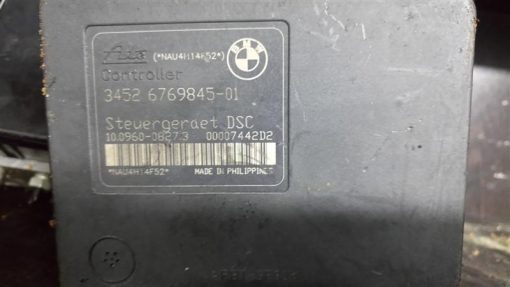 Ate (*NAU4H14F52*) BMW
Controller
3452 6769845-01
Steuergeraet DSC
10.0960-0827.3 00007442D2
*NAU4H14F52* MADE IN PHILIPPINES